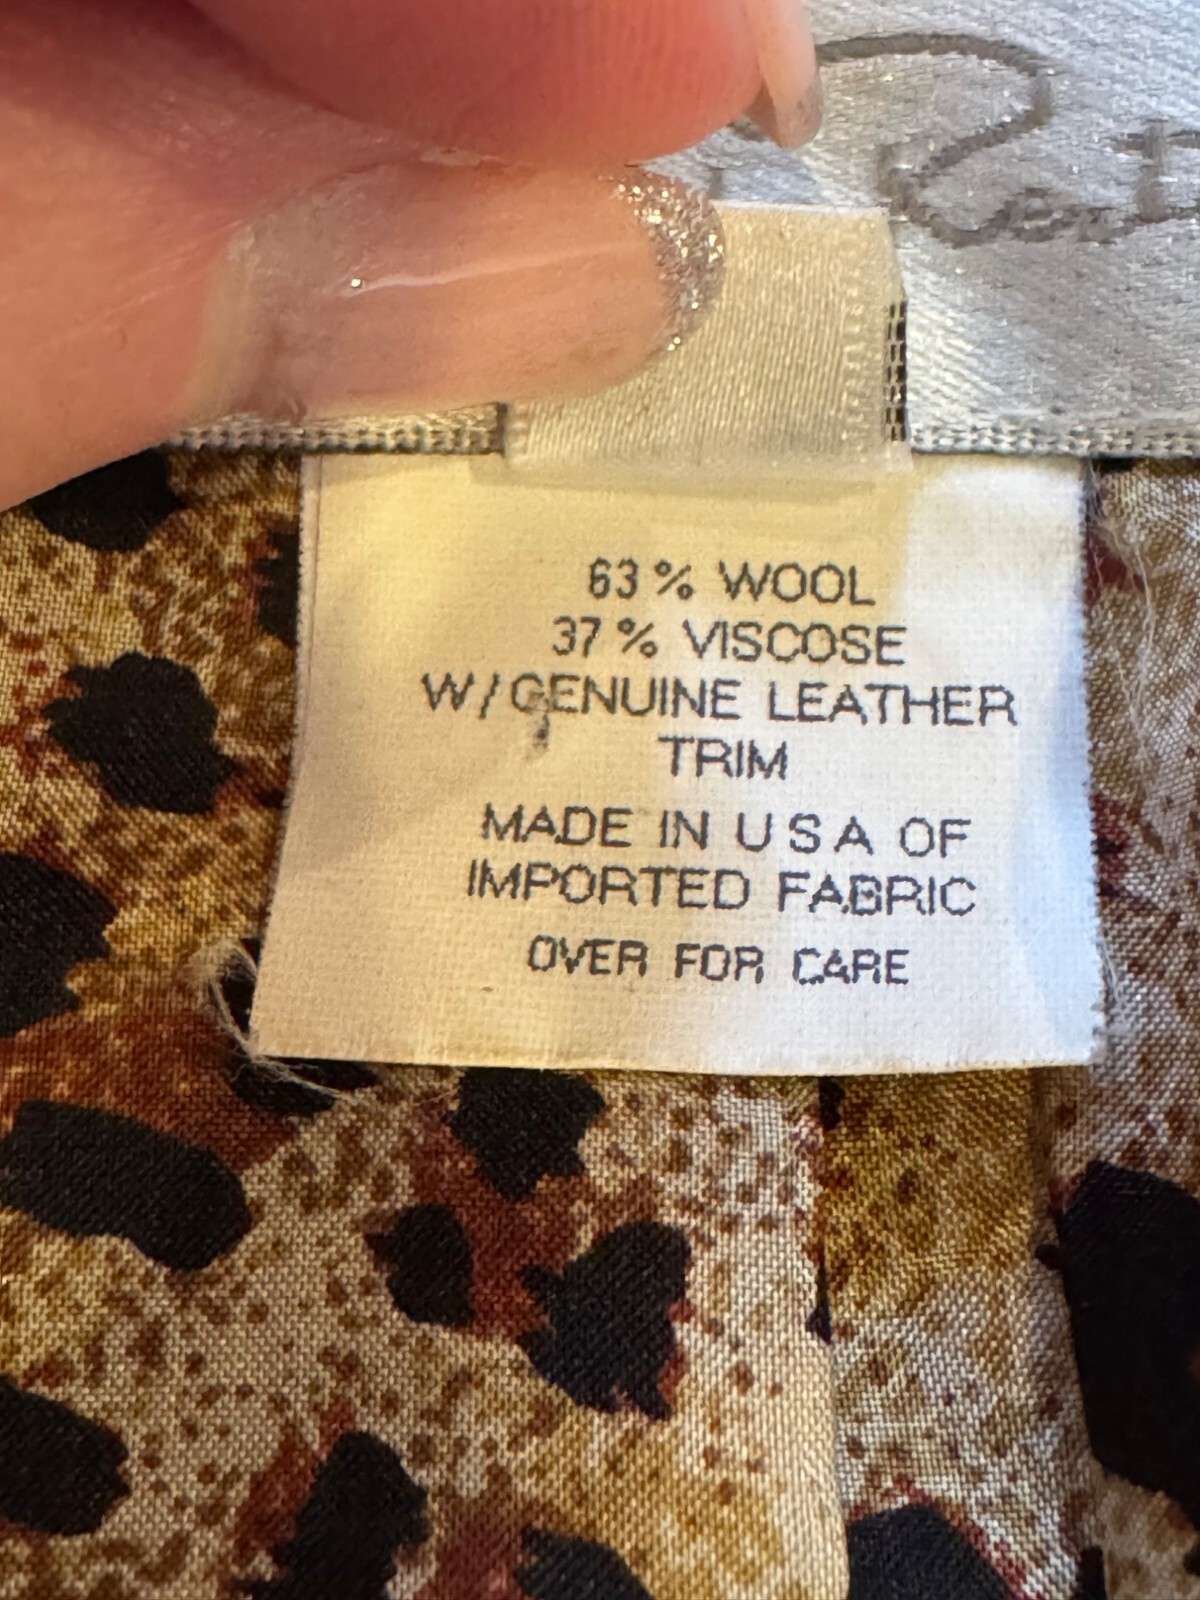 63% WOOL
37% VISCOSE
W/GENUINE LEATHER
TRIM
MADE IN U S A OF
IMPORTED FABRIC
OVER FOR CARE